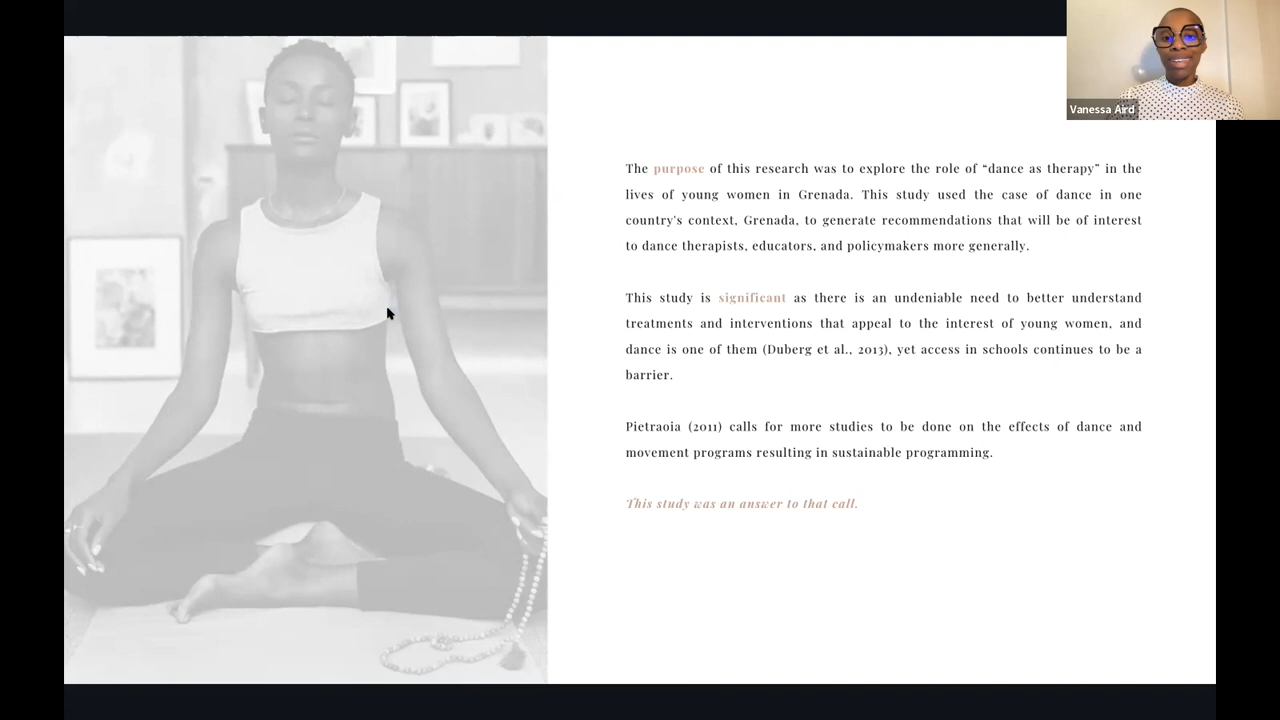 Vanessa Aird
The purpose of this research was to explore the role of “dance as therapy” in the
lives of young women in Grenada. This study used the case of dance in one
country's context, Grenada, to generate recommendations that will be of interest
to dance therapists, educators, and policymakers more generally.
This study is significant as there is an undeniable need to better understand
treatments and interventions that appeal to the interest of young women, and
dance is one of them (Duberg et al., 2013), yet access in schools continues to be a
barrier.
Pietraoia (2011) calls for more studies to be done on the effects of dance and
movement programs resulting in sustainable programming.
This study was an answer to that call.